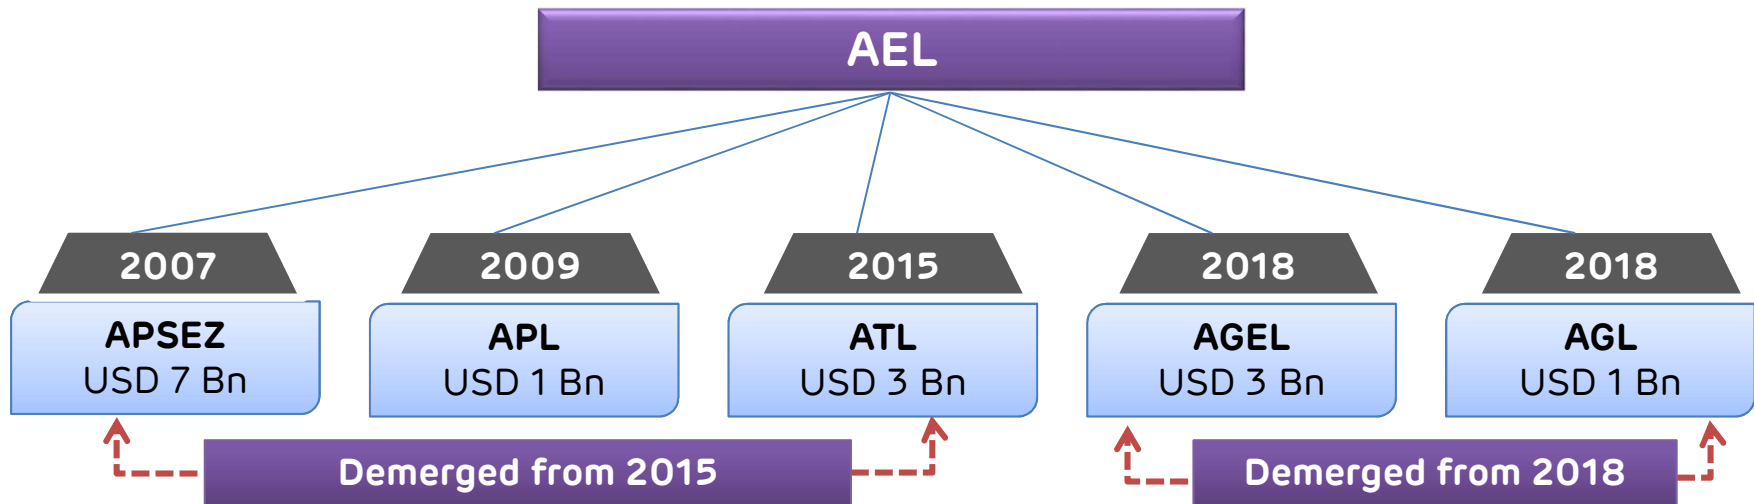 AEL
2007
2009
2015
2018
2018
APSEZ
USD 7 Bn
APL
USD 1 Bn
ATL
USD 3 Bn
AGEL
USD 3 Bn
AGL
USD 1 Bn
Demerged from 2015
Demerged from 2018